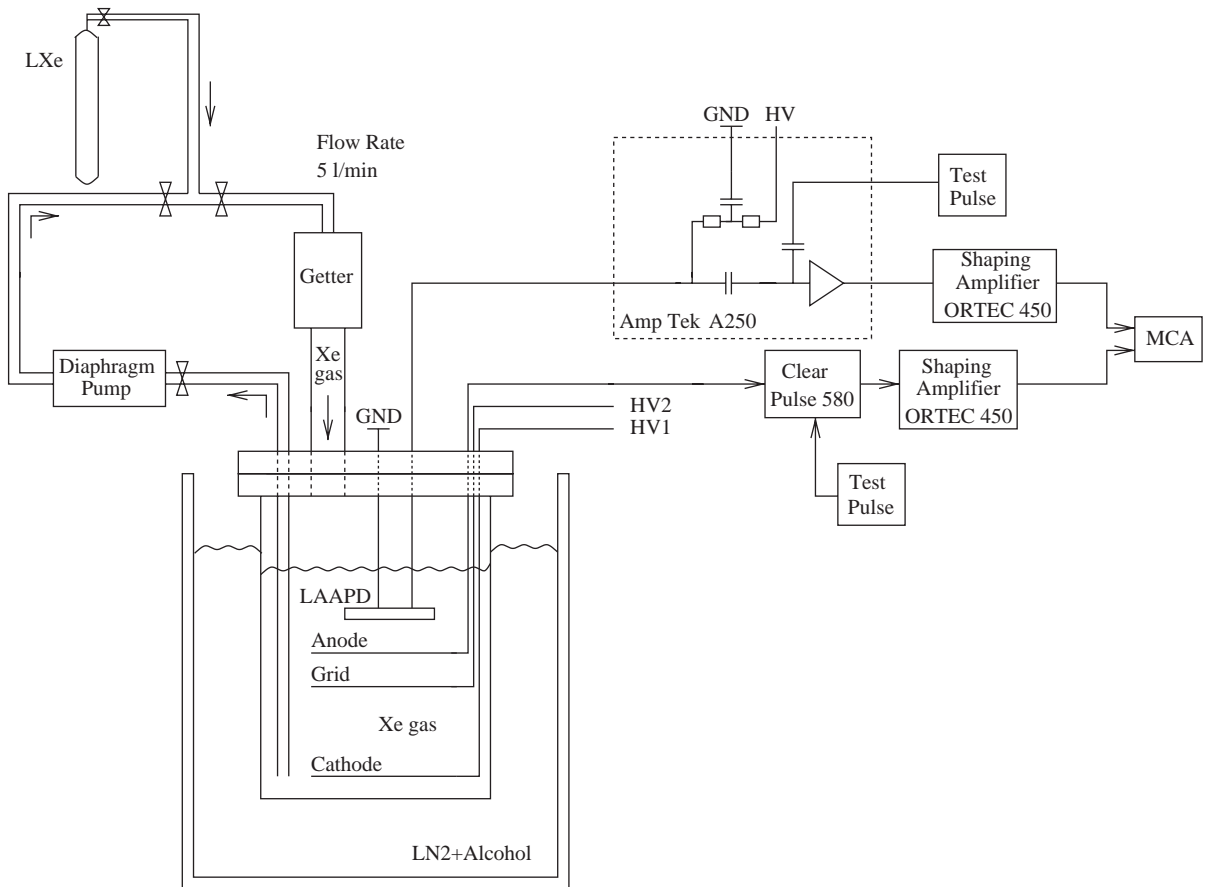 LXe
Flow Rate
5 l/min
GND
HV
Test
Pulse
Getter
Shaping
Amplifier
ORTEC 450
Amp Tek A250
MCA
Xe
gas
Diaphragm
Pump
Clear
Pulse 580
Shaping
Amplifier
ORTEC 450
GND
HV2
HV1
Test
Pulse
LAAPD
Anode
Grid
Xe gas
Cathode
LN2+Alcohol